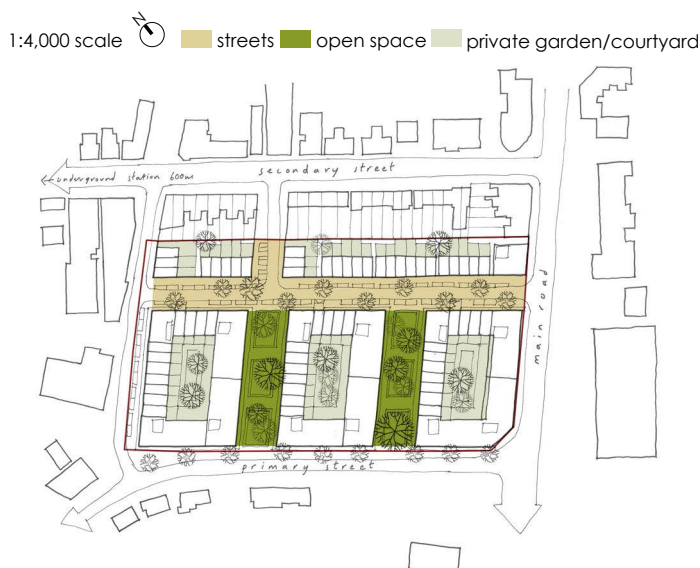 1:4,000 scale N streets open space private garden/courtyard
secondary street
underground station 600m
main road
primary street